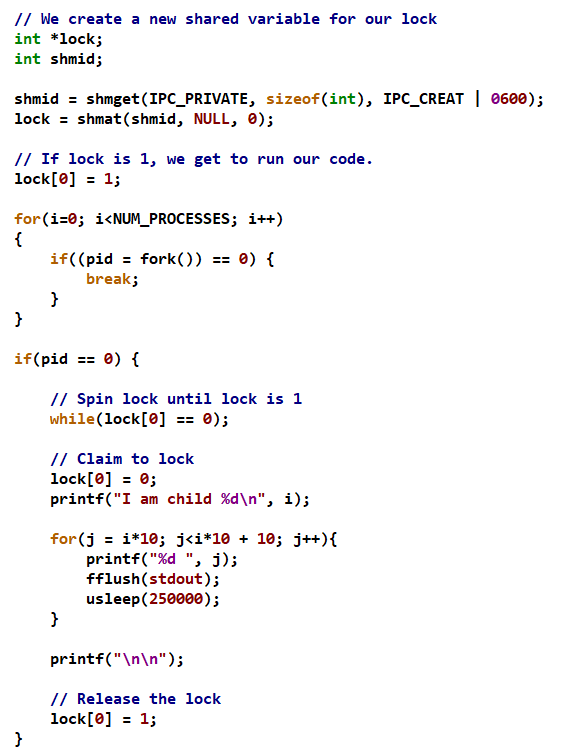 // We create a new shared variable for our lock
int *lock;
int shmid;

shmid = shmget(IPC_PRIVATE, sizeof(int), IPC_CREAT | 0600);
lock = shmat(shmid, NULL, 0);

// If lock is 1, we get to run our code.
lock[0] = 1;

for(i=0; i<NUM_PROCESSES; i++)
{
    if((pid = fork()) == 0) {
        break;
    }
}

if(pid == 0) {

    // Spin lock until lock is 1
    while(lock[0] == 0);

    // Claim to lock
    lock[0] = 0;
    printf("I am child %d\n", i);

    for(j = i*10; j<i*10 + 10; j++){
        printf("%d ", j);
        fflush(stdout);
        usleep(250000);
    }

    printf("\n\n");

    // Release the lock
    lock[0] = 1;
}